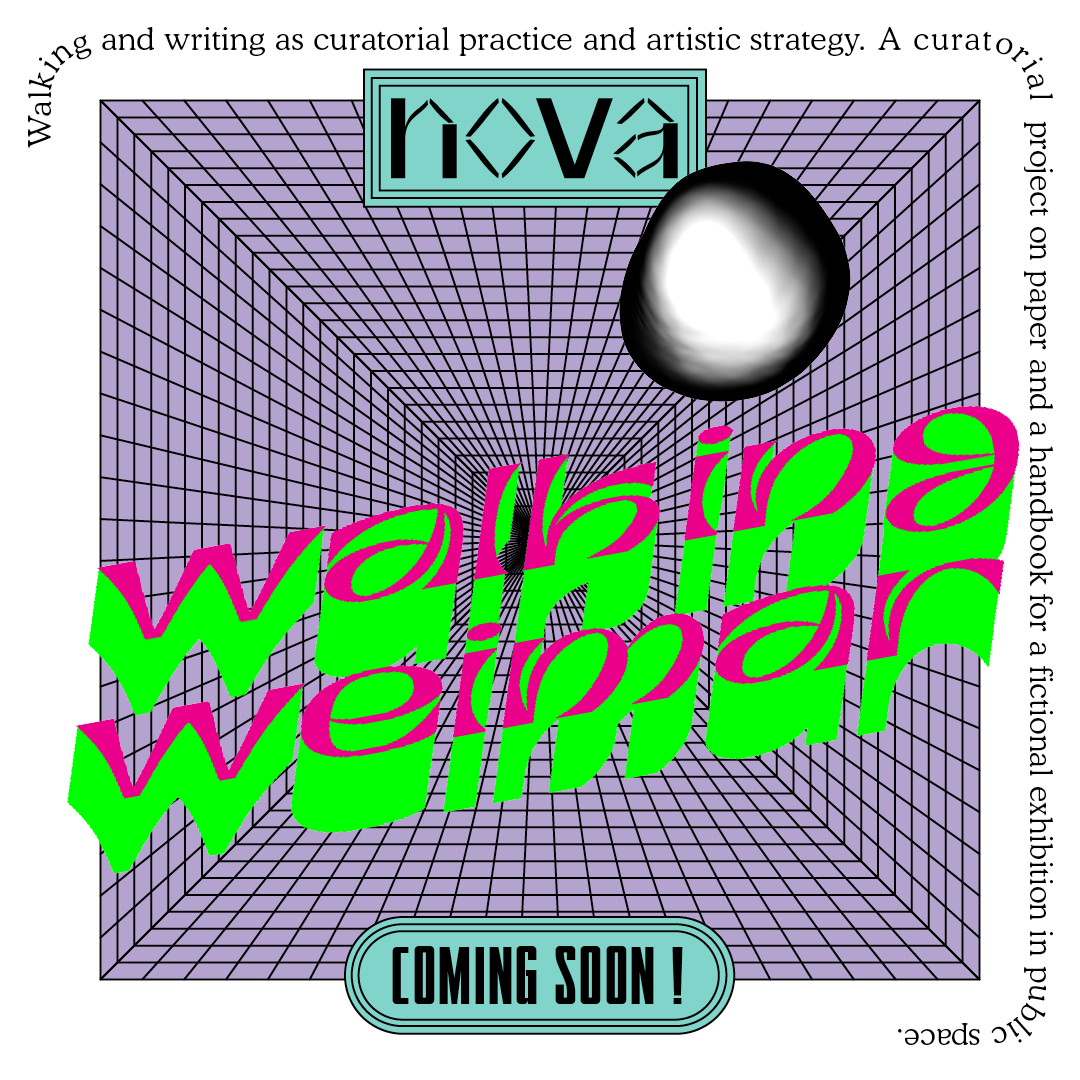 Walking and writing as curatorial practice and artistic strategy. A curatorial project on paper and a handbook for a fictional exhibition in public space.
nova
walking
weimar
COMING SOON !